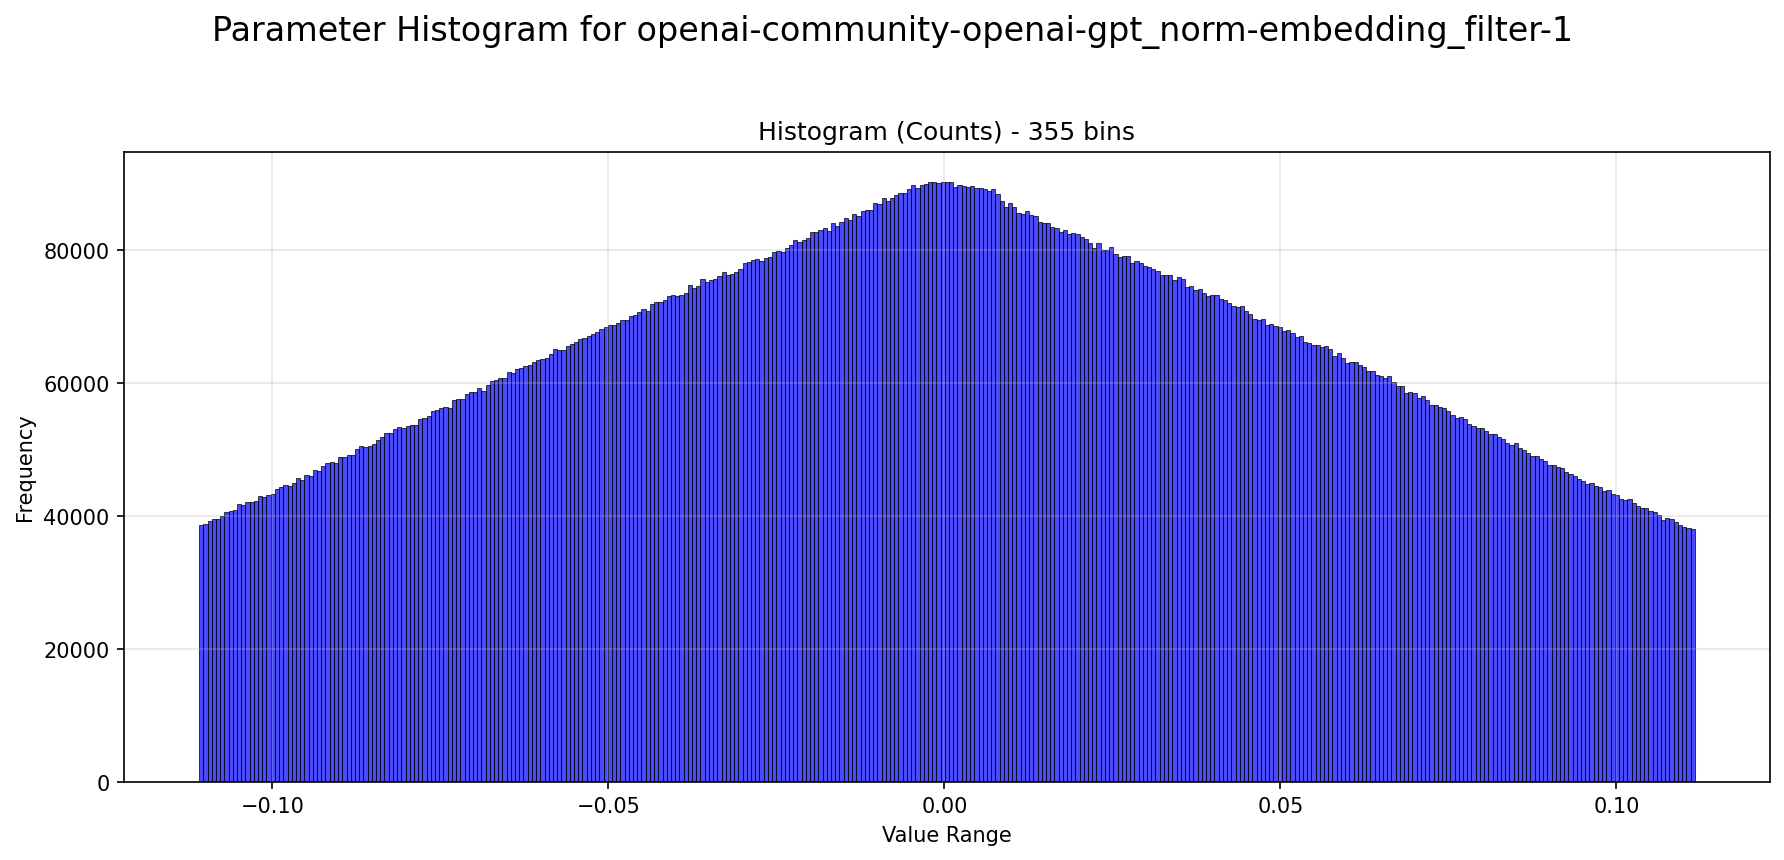 Parameter Histogram for openai-community-openai-gpt_norm-embedding_filter-1
Histogram (Counts) - 355 bins
80000
60000
40000
20000
0
Frequency
−0.10
−0.05
0.00
0.05
0.10
Value Range